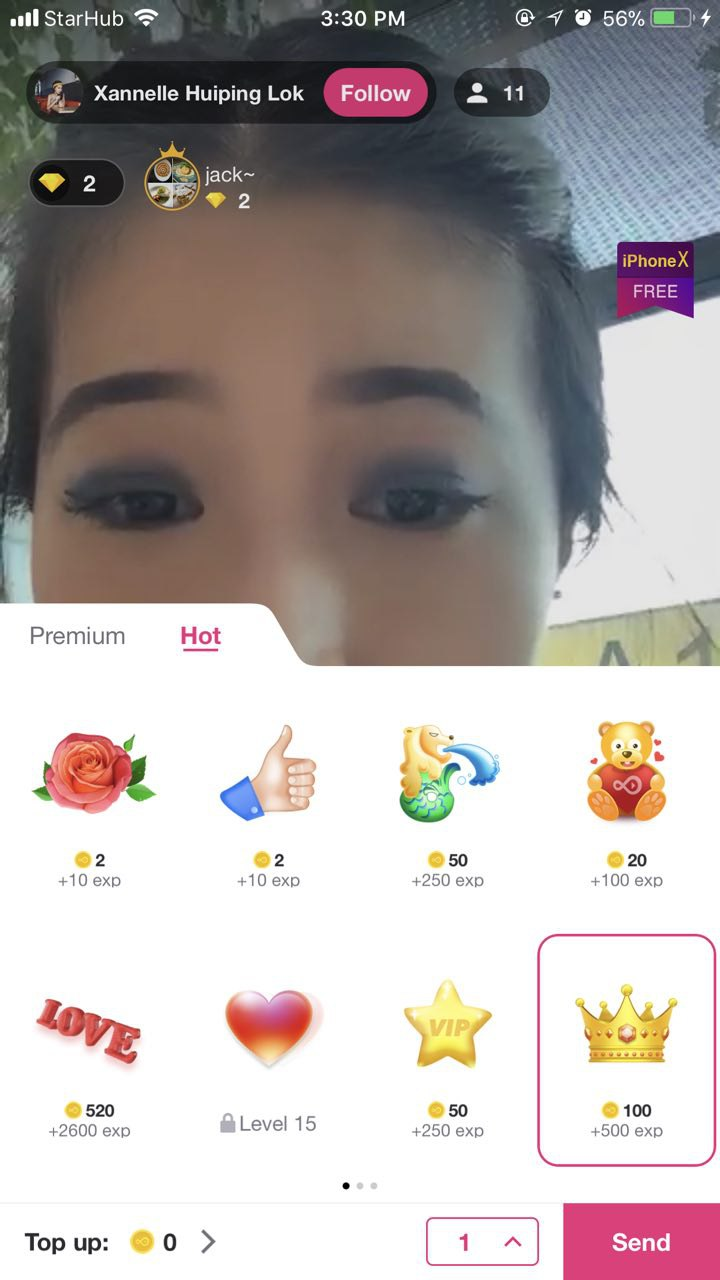 StarHub 3:30 PM 56%
Xannelle Huiping Lok Follow 11
2 jack~
2
iPhone X
FREE
Premium Hot
2 2 50 20
+10 exp +10 exp +250 exp +100 exp
LOVE VIP
520 Level 15 50 100
+2600 exp +250 exp +500 exp
Top up: 0 1 Send